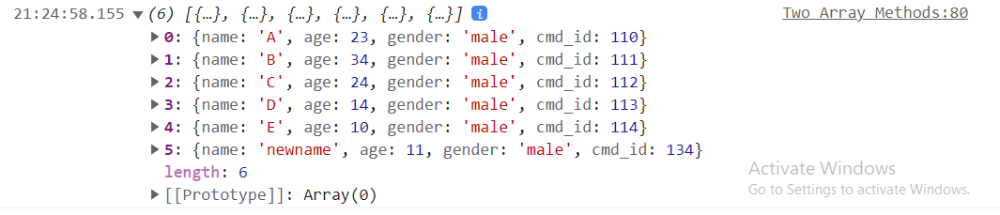 21:24:58.155 ▼(6) [{…}, {…}, {…}, {…}, {…}, {…}] i Two Array Methods:80
▶0: {name: 'A', age: 23, gender: 'male', cmd_id: 110}
▶1: {name: 'B', age: 34, gender: 'male', cmd_id: 111}
▶2: {name: 'C', age: 24, gender: 'male', cmd_id: 112}
▶3: {name: 'D', age: 14, gender: 'male', cmd_id: 113}
▶4: {name: 'E', age: 10, gender: 'male', cmd_id: 114}
▶5: {name: 'newname', age: 11, gender: 'male', cmd_id: 134}
length: 6
▶[[Prototype]]: Array(0)
Activate Windows
Go to Settings to activate Windows.